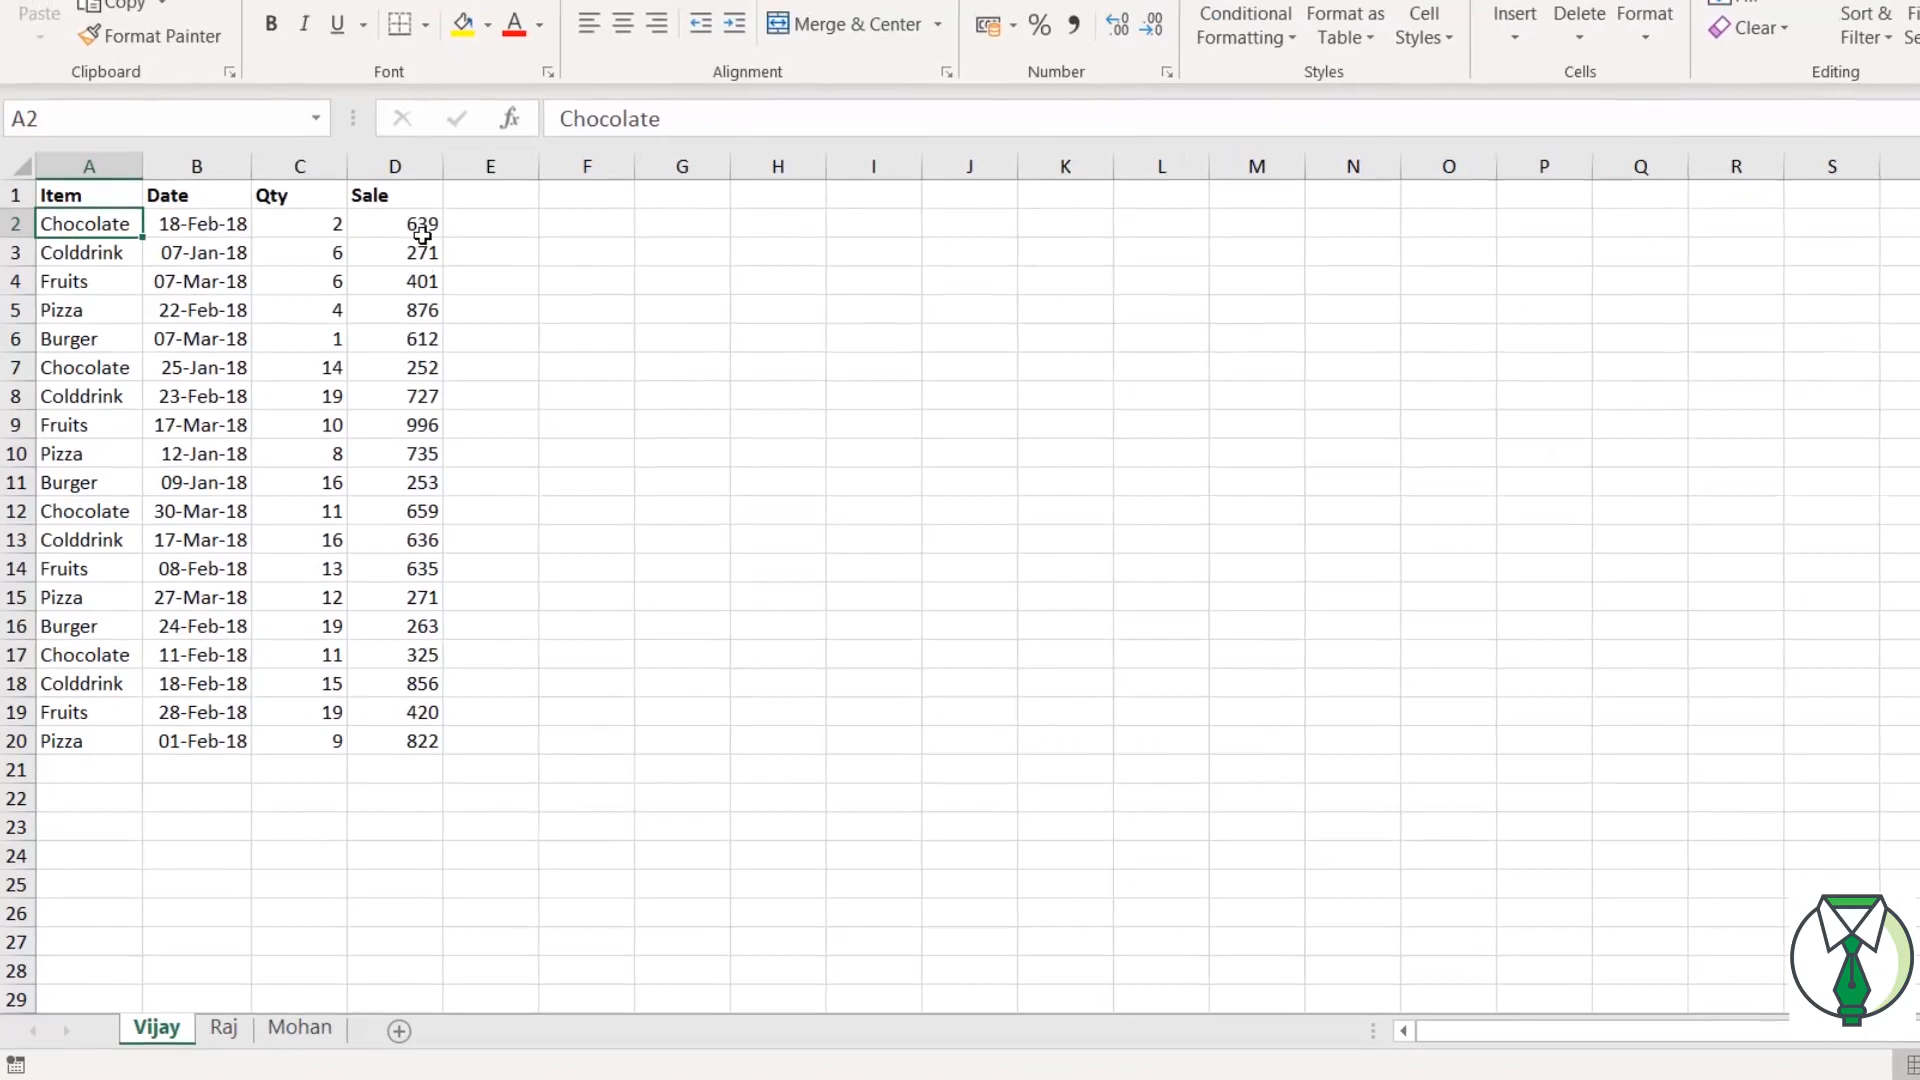 Paste Copy
Format Painter
B I U A Merge & Center % Conditional Formatting Format as Table Cell Styles Insert Delete Format Clear Sort & Filter
Clipboard Font Alignment Number Styles Cells Editing
A2 fx Chocolate
A B C D E F G H I J K L M N O P Q R S
1 Item Date Qty Sale
2 Chocolate 18-Feb-18 2 639
3 Colddrink 07-Jan-18 6 271
4 Fruits 07-Mar-18 6 401
5 Pizza 22-Feb-18 4 876
6 Burger 07-Mar-18 1 612
7 Chocolate 25-Jan-18 14 252
8 Colddrink 23-Feb-18 19 727
9 Fruits 17-Mar-18 10 996
10 Pizza 12-Jan-18 8 735
11 Burger 09-Jan-18 16 253
12 Chocolate 30-Mar-18 11 659
13 Colddrink 17-Mar-18 16 636
14 Fruits 08-Feb-18 13 635
15 Pizza 27-Mar-18 12 271
16 Burger 24-Feb-18 19 263
17 Chocolate 11-Feb-18 11 325
18 Colddrink 18-Feb-18 15 856
19 Fruits 28-Feb-18 19 420
20 Pizza 01-Feb-18 9 822
21
22
23
24
25
26
27
28
29
Vijay Raj Mohan